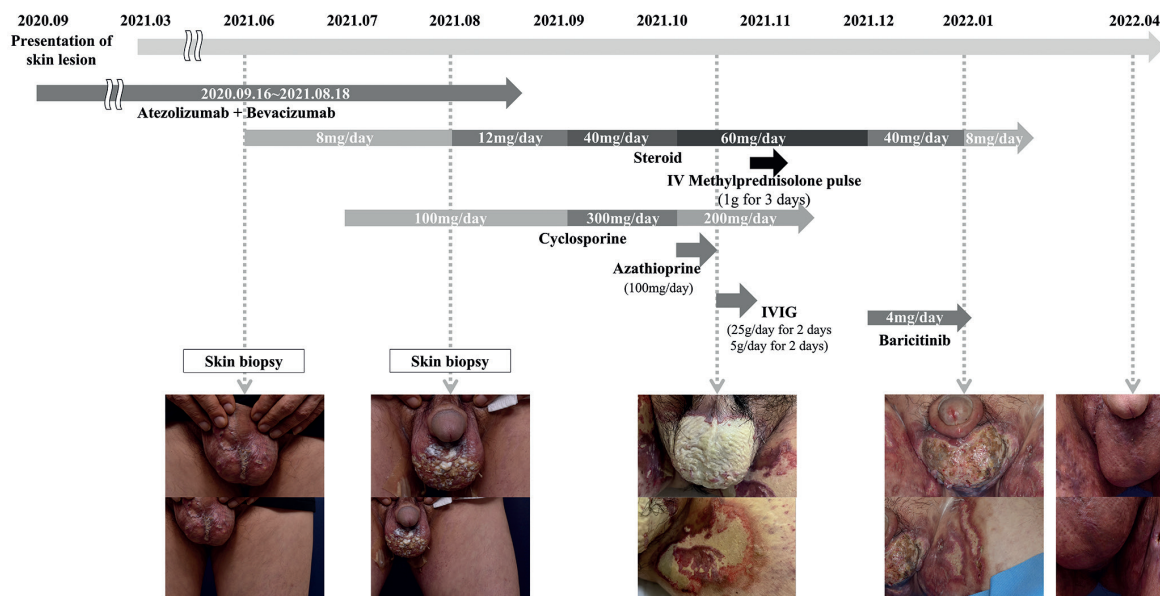 2020.09 2021.03 2021.06 2021.07 2021.08 2021.09 2021.10 2021.11 2021.12 2022.01 2022.04
Presentation of
skin lesion
2020.09.16~2021.08.18
Atezolizumab + Bevacizumab
8mg/day 12mg/day 40mg/day 60mg/day 40mg/day 8mg/day
Steroid
IV Methylprednisolone pulse
(1g for 3 days)
100mg/day 300mg/day 200mg/day
Cyclosporine
Azathioprine
(100mg/day)
IVIG
(25g/day for 2 days
5g/day for 2 days)
4mg/day
Baricitinib
Skin biopsy Skin biopsy